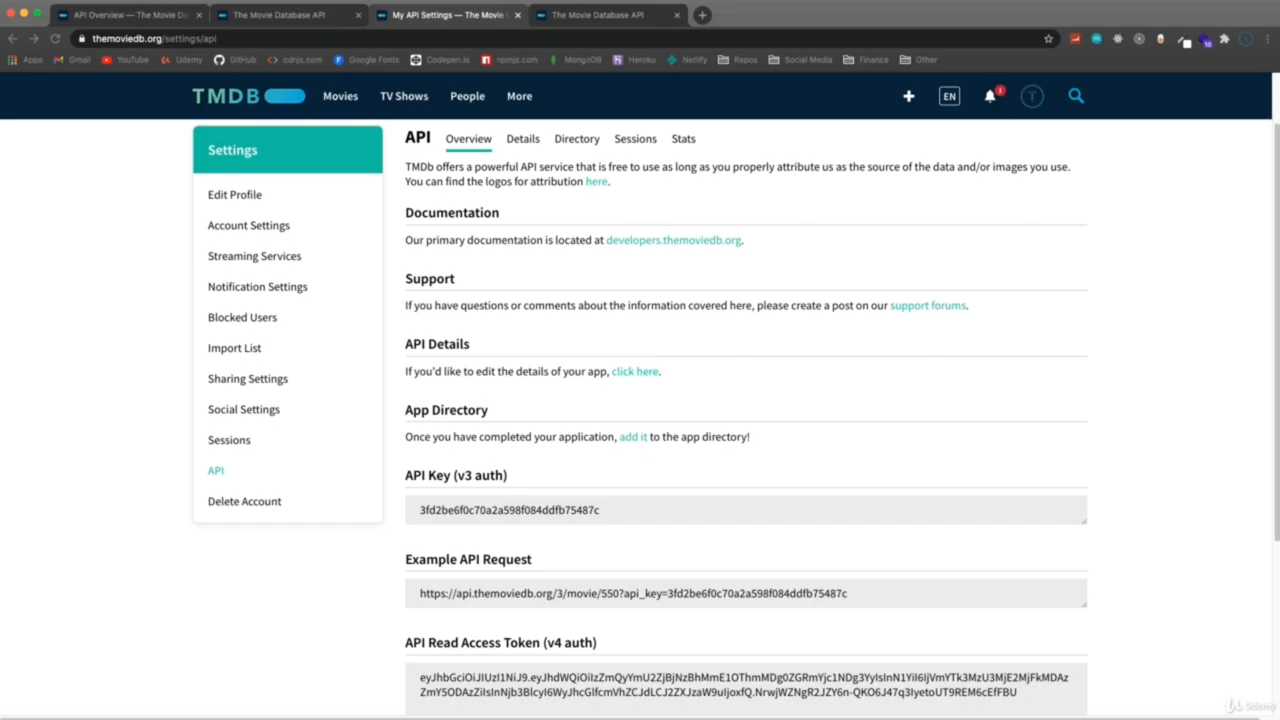 API Overview — The Movie Da
The Movie Database API
My API Settings — The Movie
The Movie Database API
themoviedb.org/settings/api
Apps Gmail YouTube Udemy GitHub cdnjs.com Google Fonts Codepen.io npmjs.com MongoDB Heroku Netlify Repos Social Media Finance Other
TMDB Movies TV Shows People More EN 1 T
Settings
Edit Profile
Account Settings
Streaming Services
Notification Settings
Blocked Users
Import List
Sharing Settings
Social Settings
Sessions
API
Delete Account
API Overview Details Directory Sessions Stats
TMDb offers a powerful API service that is free to use as long as you properly attribute us as the source of the data and/or images you use.
You can find the logos for attribution here.
Documentation
Our primary documentation is located at developers.themoviedb.org.
Support
If you have questions or comments about the information covered here, please create a post on our support forums.
API Details
If you'd like to edit the details of your app, click here.
App Directory
Once you have completed your application, add it to the app directory!
API Key (v3 auth)
3fd2be6f0c70a2a598f084ddfb75487c
Example API Request
https://api.themoviedb.org/3/movie/550?api_key=3fd2be6f0c70a2a598f084ddfb75487c
API Read Access Token (v4 auth)
eyJhbGciOiJIUzI1NiJ9.eyJhdWQiOiIzZmQyYmU2ZjBjNzBhMmE1OThmMDg0ZGRmYjc1NDg3YyIsInN1YiI6IjVmYTk3MzU3MjE2MjFkMDAz
ZmY5ODAzZiIsInNjb3BlcyI6WyJhcGlfcmVhZCJdLCJ2ZXJzaW9uIjoxfQ.NrwjWZNgR2JZY6n-QKO6J47q3IyetoUT9REM6cEfFBU
Udemy